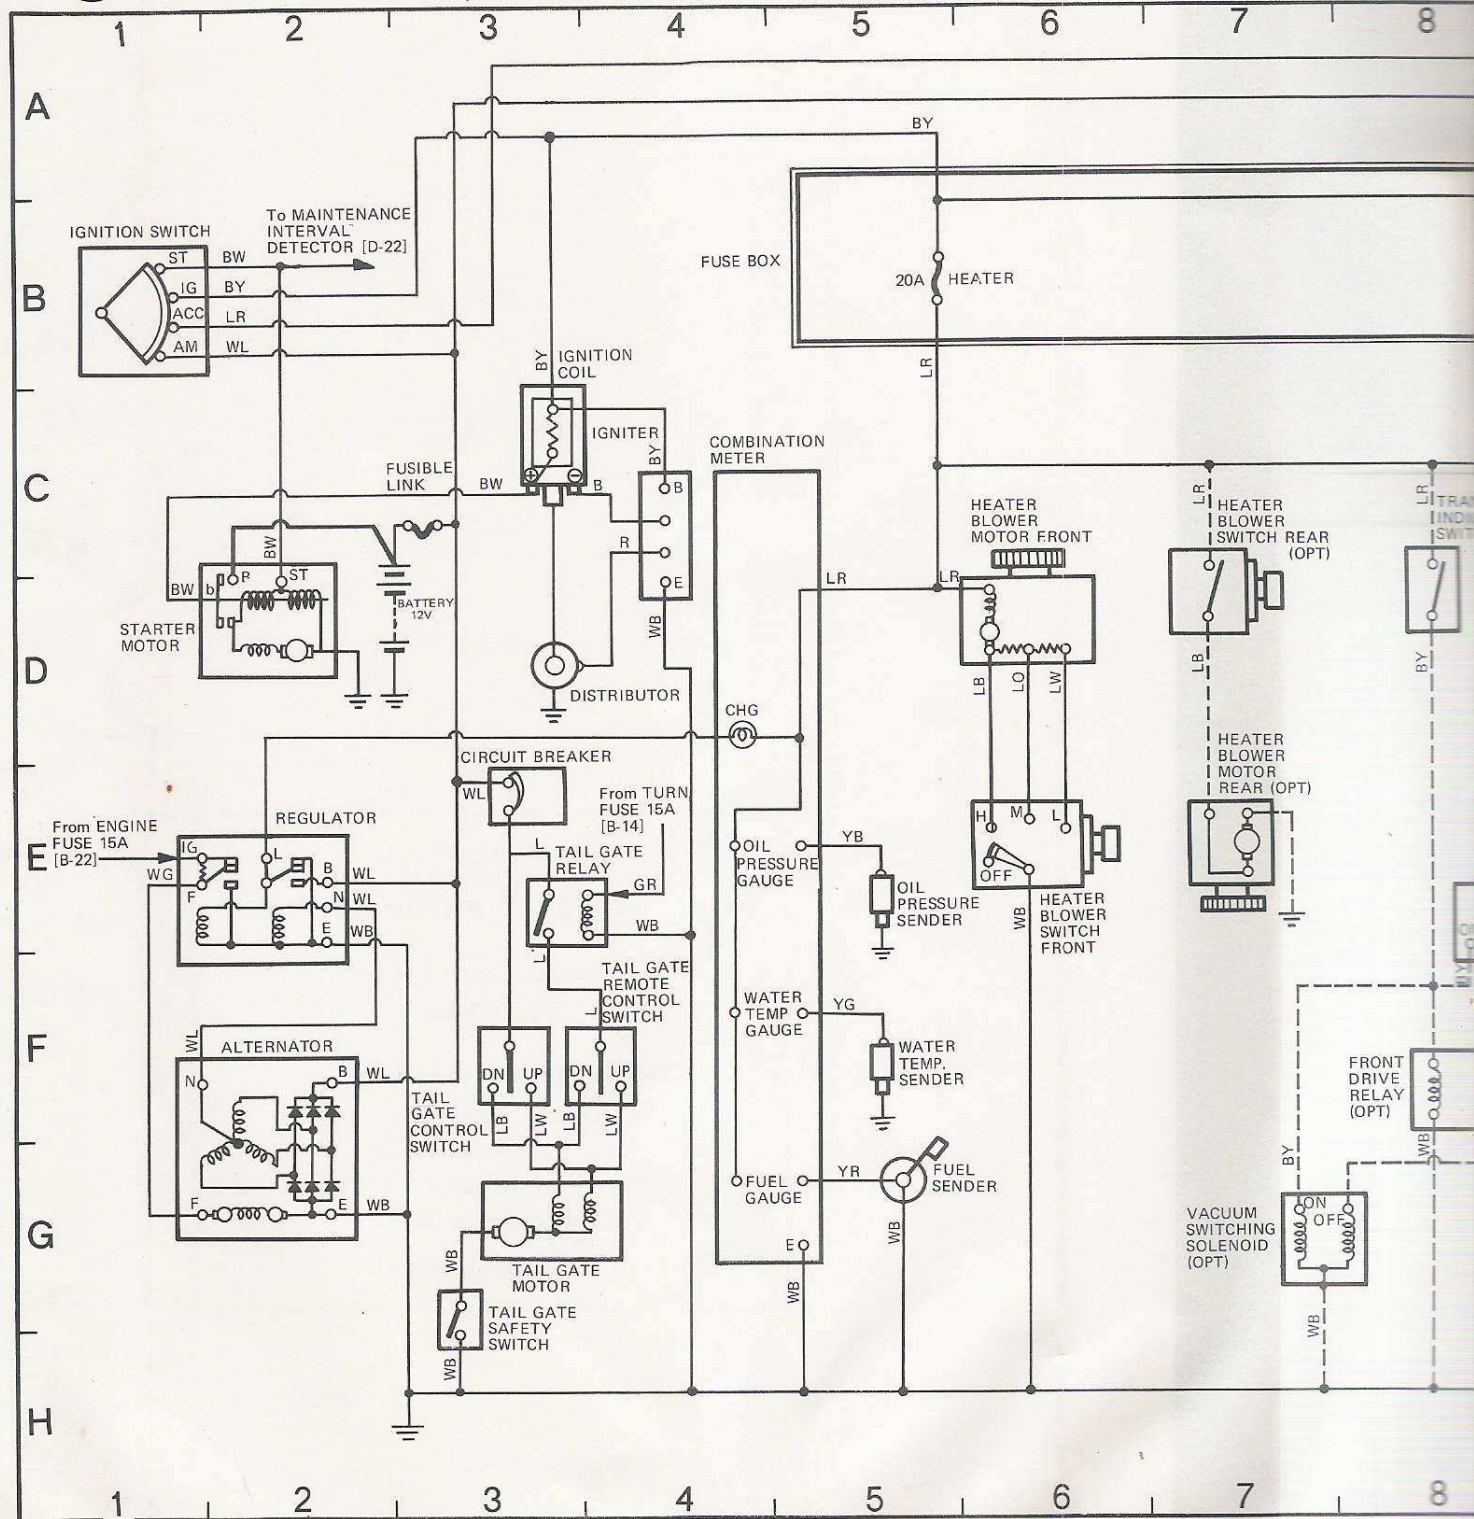 1 2 3 4 5 6 7 8
A
BY
To MAINTENANCE
INTERVAL
DETECTOR [D-22]
IGNITION SWITCH
ST BW
IG BY
ACC LR
AM WL
B
FUSE BOX
20A HEATER
LR
BY
IGNITION
COIL
IGNITER
BY
COMBINATION
METER
FUSIBLE
LINK
C
BW
B
B
R
E
WB
HEATER
BLOWER
MOTOR FRONT
LR
HEATER
BLOWER
SWITCH REAR
(OPT)
LR
BW
BW
b
B
ST
BATTERY
12V
STARTER
MOTOR
LR
LR
D
DISTRIBUTOR
LB
LO
LW
LB
BY
CHG
CIRCUIT BREAKER
WL
From TURN
FUSE 15A
[B-14]
HEATER
BLOWER
MOTOR
REAR (OPT)
From ENGINE
FUSE 15A
[B-22]
REGULATOR
E
IG
L
WG
F
B WL
N WL
E WB
L
TAIL GATE
RELAY
GR
WB
L
OIL
PRESSURE
GAUGE
YB
OIL
PRESSURE
SENDER
H
M
L
OFF
HEATER
BLOWER
SWITCH
FRONT
WB
TAIL GATE
REMOTE
CONTROL
SWITCH
L
WATER
TEMP
GAUGE
YG
WATER
TEMP.
SENDER
F
WL
ALTERNATOR
N
B WL
DN UP
DN UP
TAIL
GATE
CONTROL
SWITCH
LB
LW
LB
LW
FRONT
DRIVE
RELAY
(OPT)
WB
BY
FUEL
GAUGE
YR
FUEL
SENDER
F
E WB
G
WB
TAIL GATE
MOTOR
E
WB
WB
VACUUM
SWITCHING
SOLENOID
(OPT)
ON
OFF
WB
TAIL GATE
SAFETY
SWITCH
WB
H
1 2 3 4 5 6 7 8